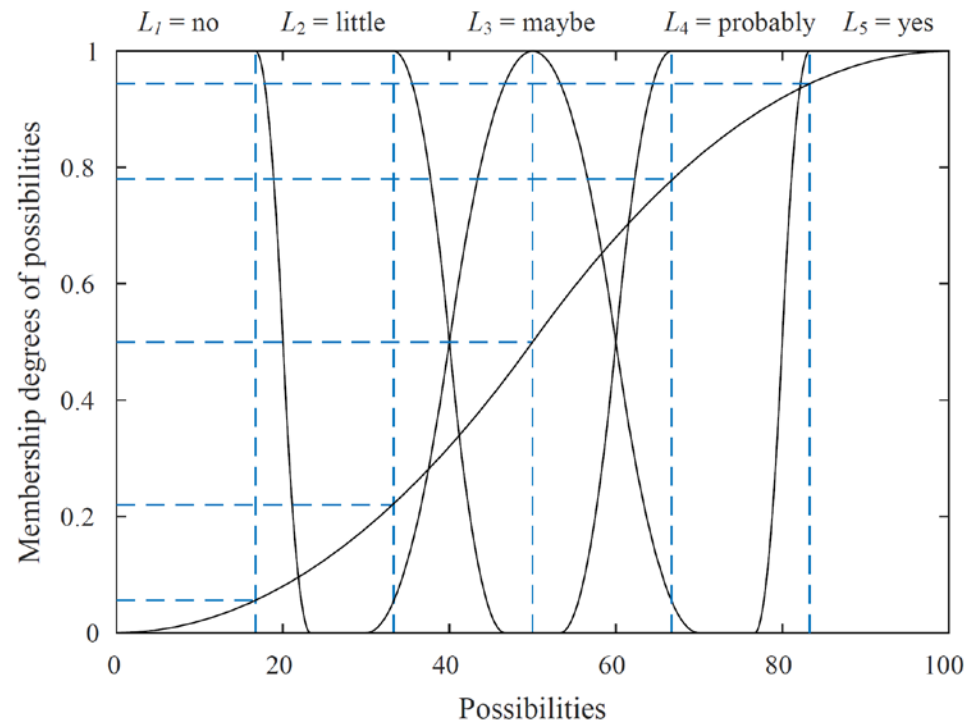 L₁ = no L₂ = little L₃ = maybe L₄ = probably L₅ = yes
Membership degrees of possibilities
1
0.8
0.6
0.4
0.2
0
0 20 40 60 80 100
Possibilities